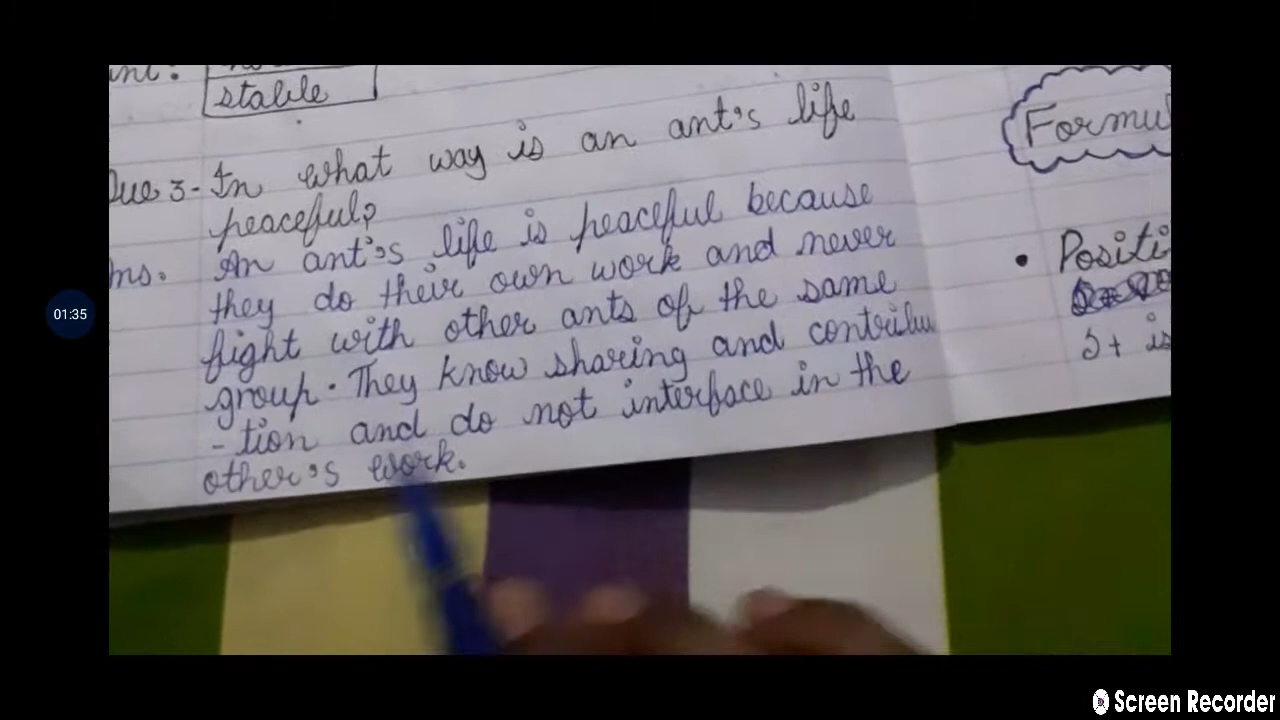 stable
Que 3- In what way is an ant's life
peaceful?
Ans. An ant's life is peaceful because
they do their own work and never
fight with other ants of the same
group. They know sharing and contribu
-tion and do not interface in the
other's work.
Formul
• Positi
5+ is
01:35
Screen Recorder